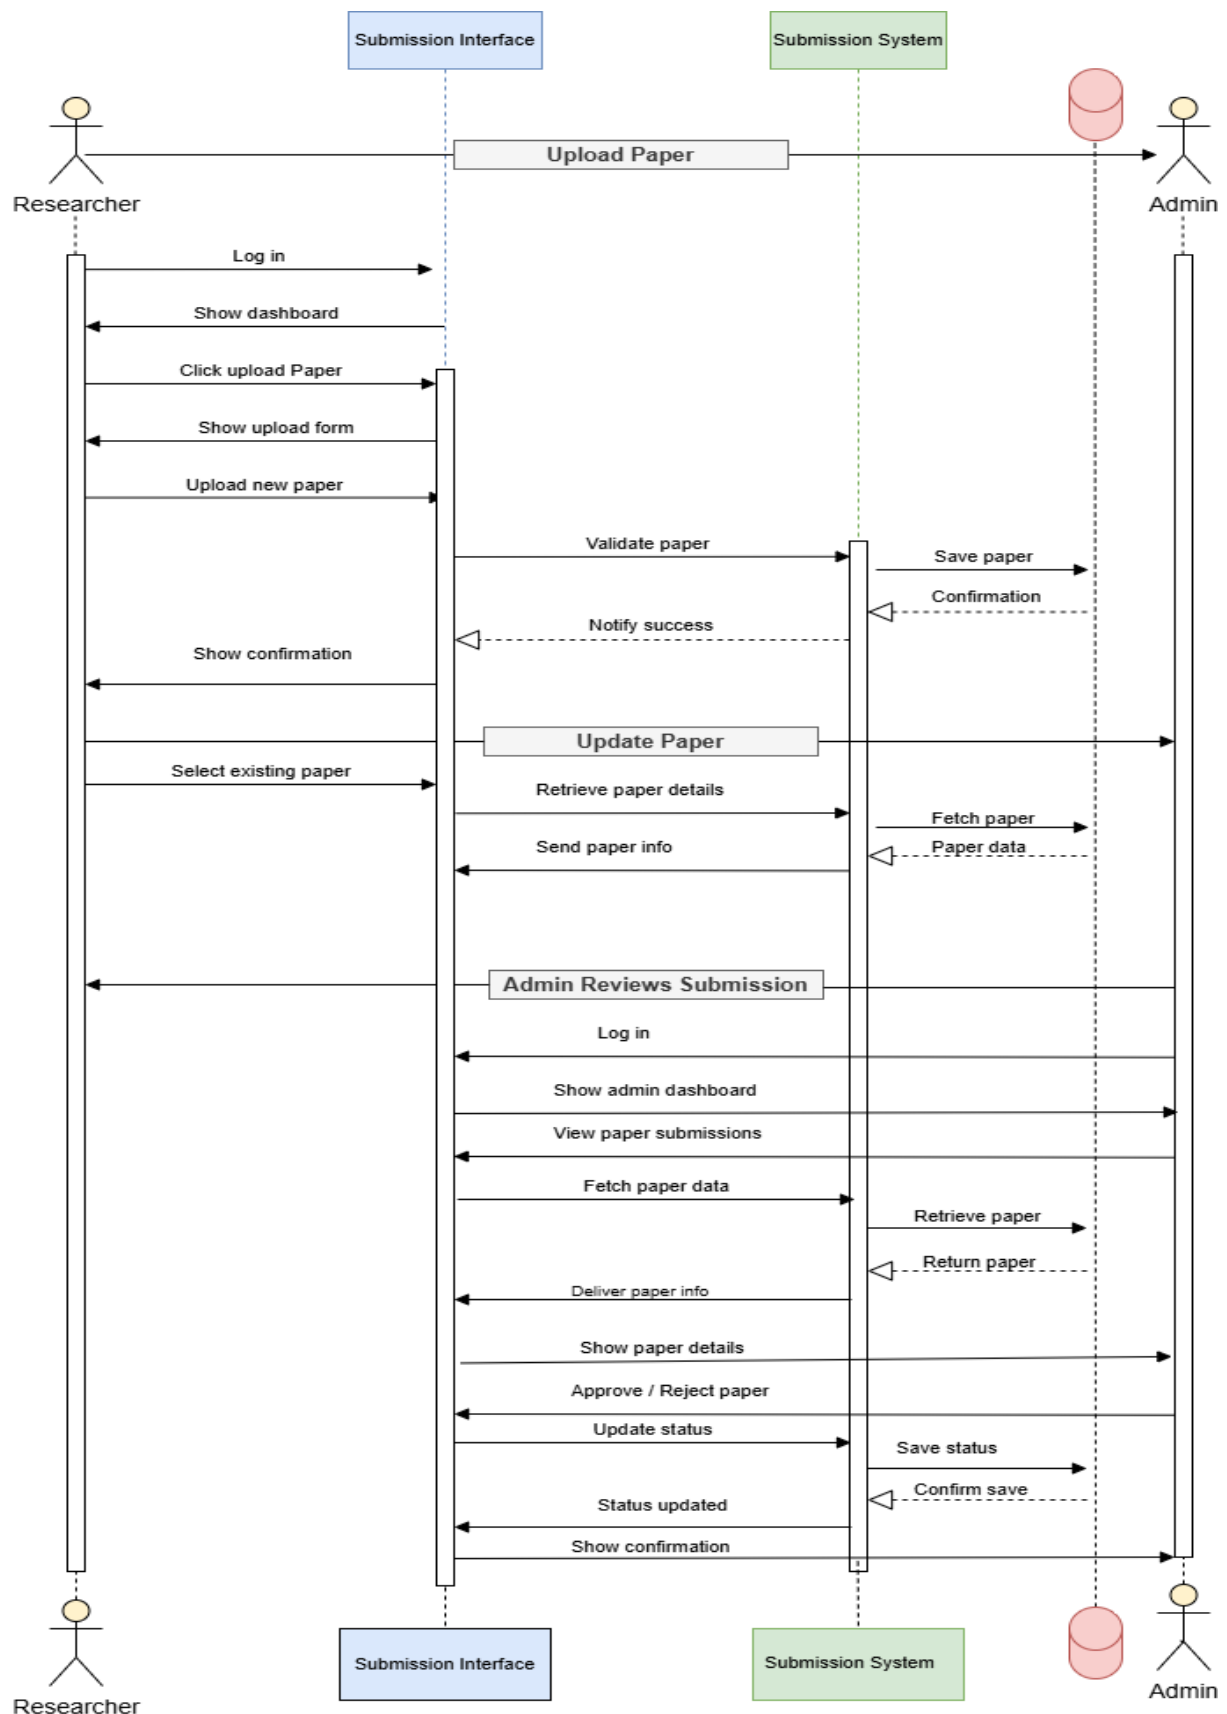 Submission Interface
Submission System
Upload Paper
Researcher
Admin
Log in
Show dashboard
Click upload Paper
Show upload form
Upload new paper
Validate paper
Save paper
Confirmation
Notify success
Show confirmation
Update Paper
Select existing paper
Retrieve paper details
Fetch paper
Send paper info
Paper data
Admin Reviews Submission
Log in
Show admin dashboard
View paper submissions
Fetch paper data
Retrieve paper
Return paper
Deliver paper info
Show paper details
Approve / Reject paper
Update status
Save status
Confirm save
Status updated
Show confirmation
Submission Interface
Submission System
Researcher
Admin